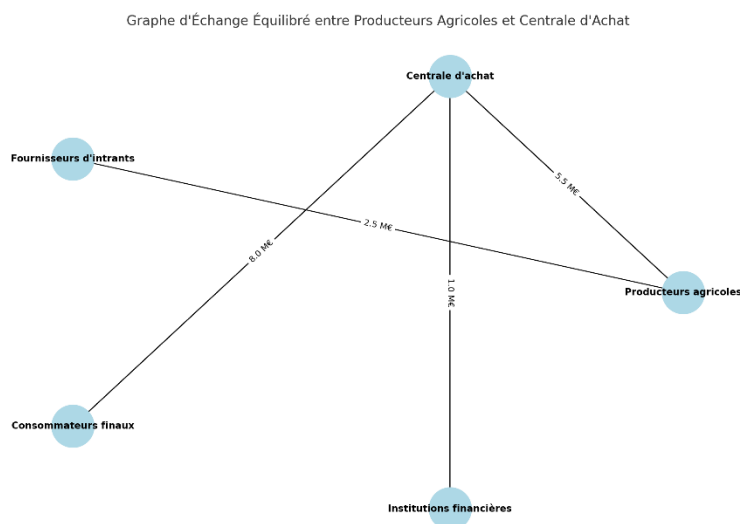 Graphe d'Échange Équilibré entre Producteurs Agricoles et Centrale d'Achat
Centrale d'achat
Fournisseurs d'intrants
5.5 M€
2.5 M€
8.0 M€
1.0 M€
Producteurs agricoles
Consommateurs finaux
Institutions financières